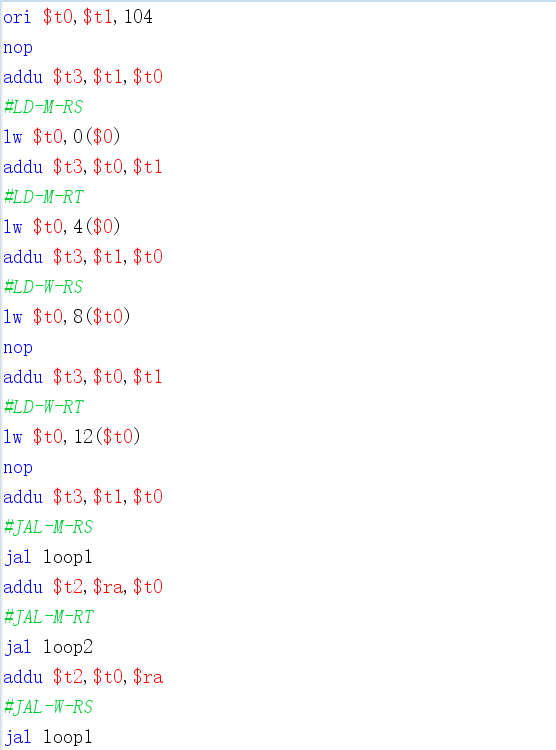 ori $t0,$t1,104
nop
addu $t3,$t1,$t0
#LD-M-RS
lw $t0,0($0)
addu $t3,$t0,$t1
#LD-M-RT
lw $t0,4($0)
addu $t3,$t1,$t0
#LD-W-RS
lw $t0,8($t0)
nop
addu $t3,$t0,$t1
#LD-W-RT
lw $t0,12($t0)
nop
addu $t3,$t1,$t0
#JAL-M-RS
jal loop1
addu $t2,$ra,$t0
#JAL-M-RT
jal loop2
addu $t2,$t0,$ra
#JAL-W-RS
jal loop1